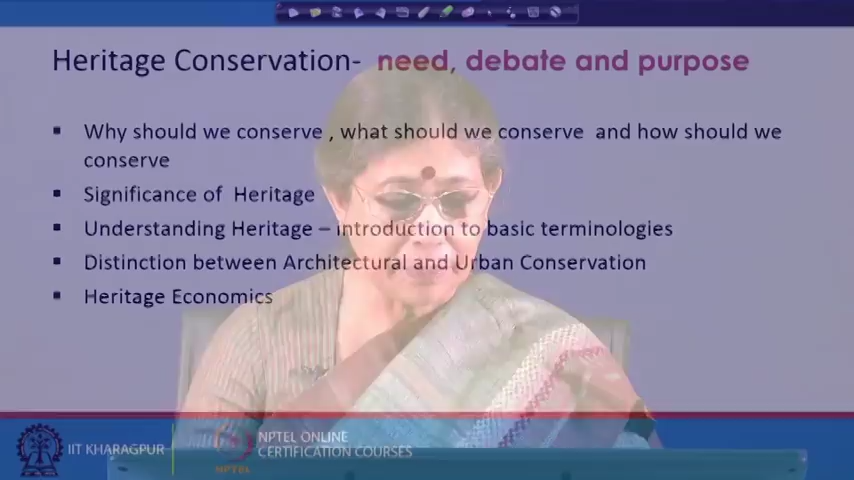 Heritage Conservation- need, debate and purpose
Why should we conserve , what should we conserve and how should we
conserve
Significance of Heritage
Understanding Heritage – introduction to basic terminologies
Distinction between Architectural and Urban Conservation
Heritage Economics
IIT KHARAGPUR
NPTEL
NPTEL ONLINE
CERTIFICATION COURSES